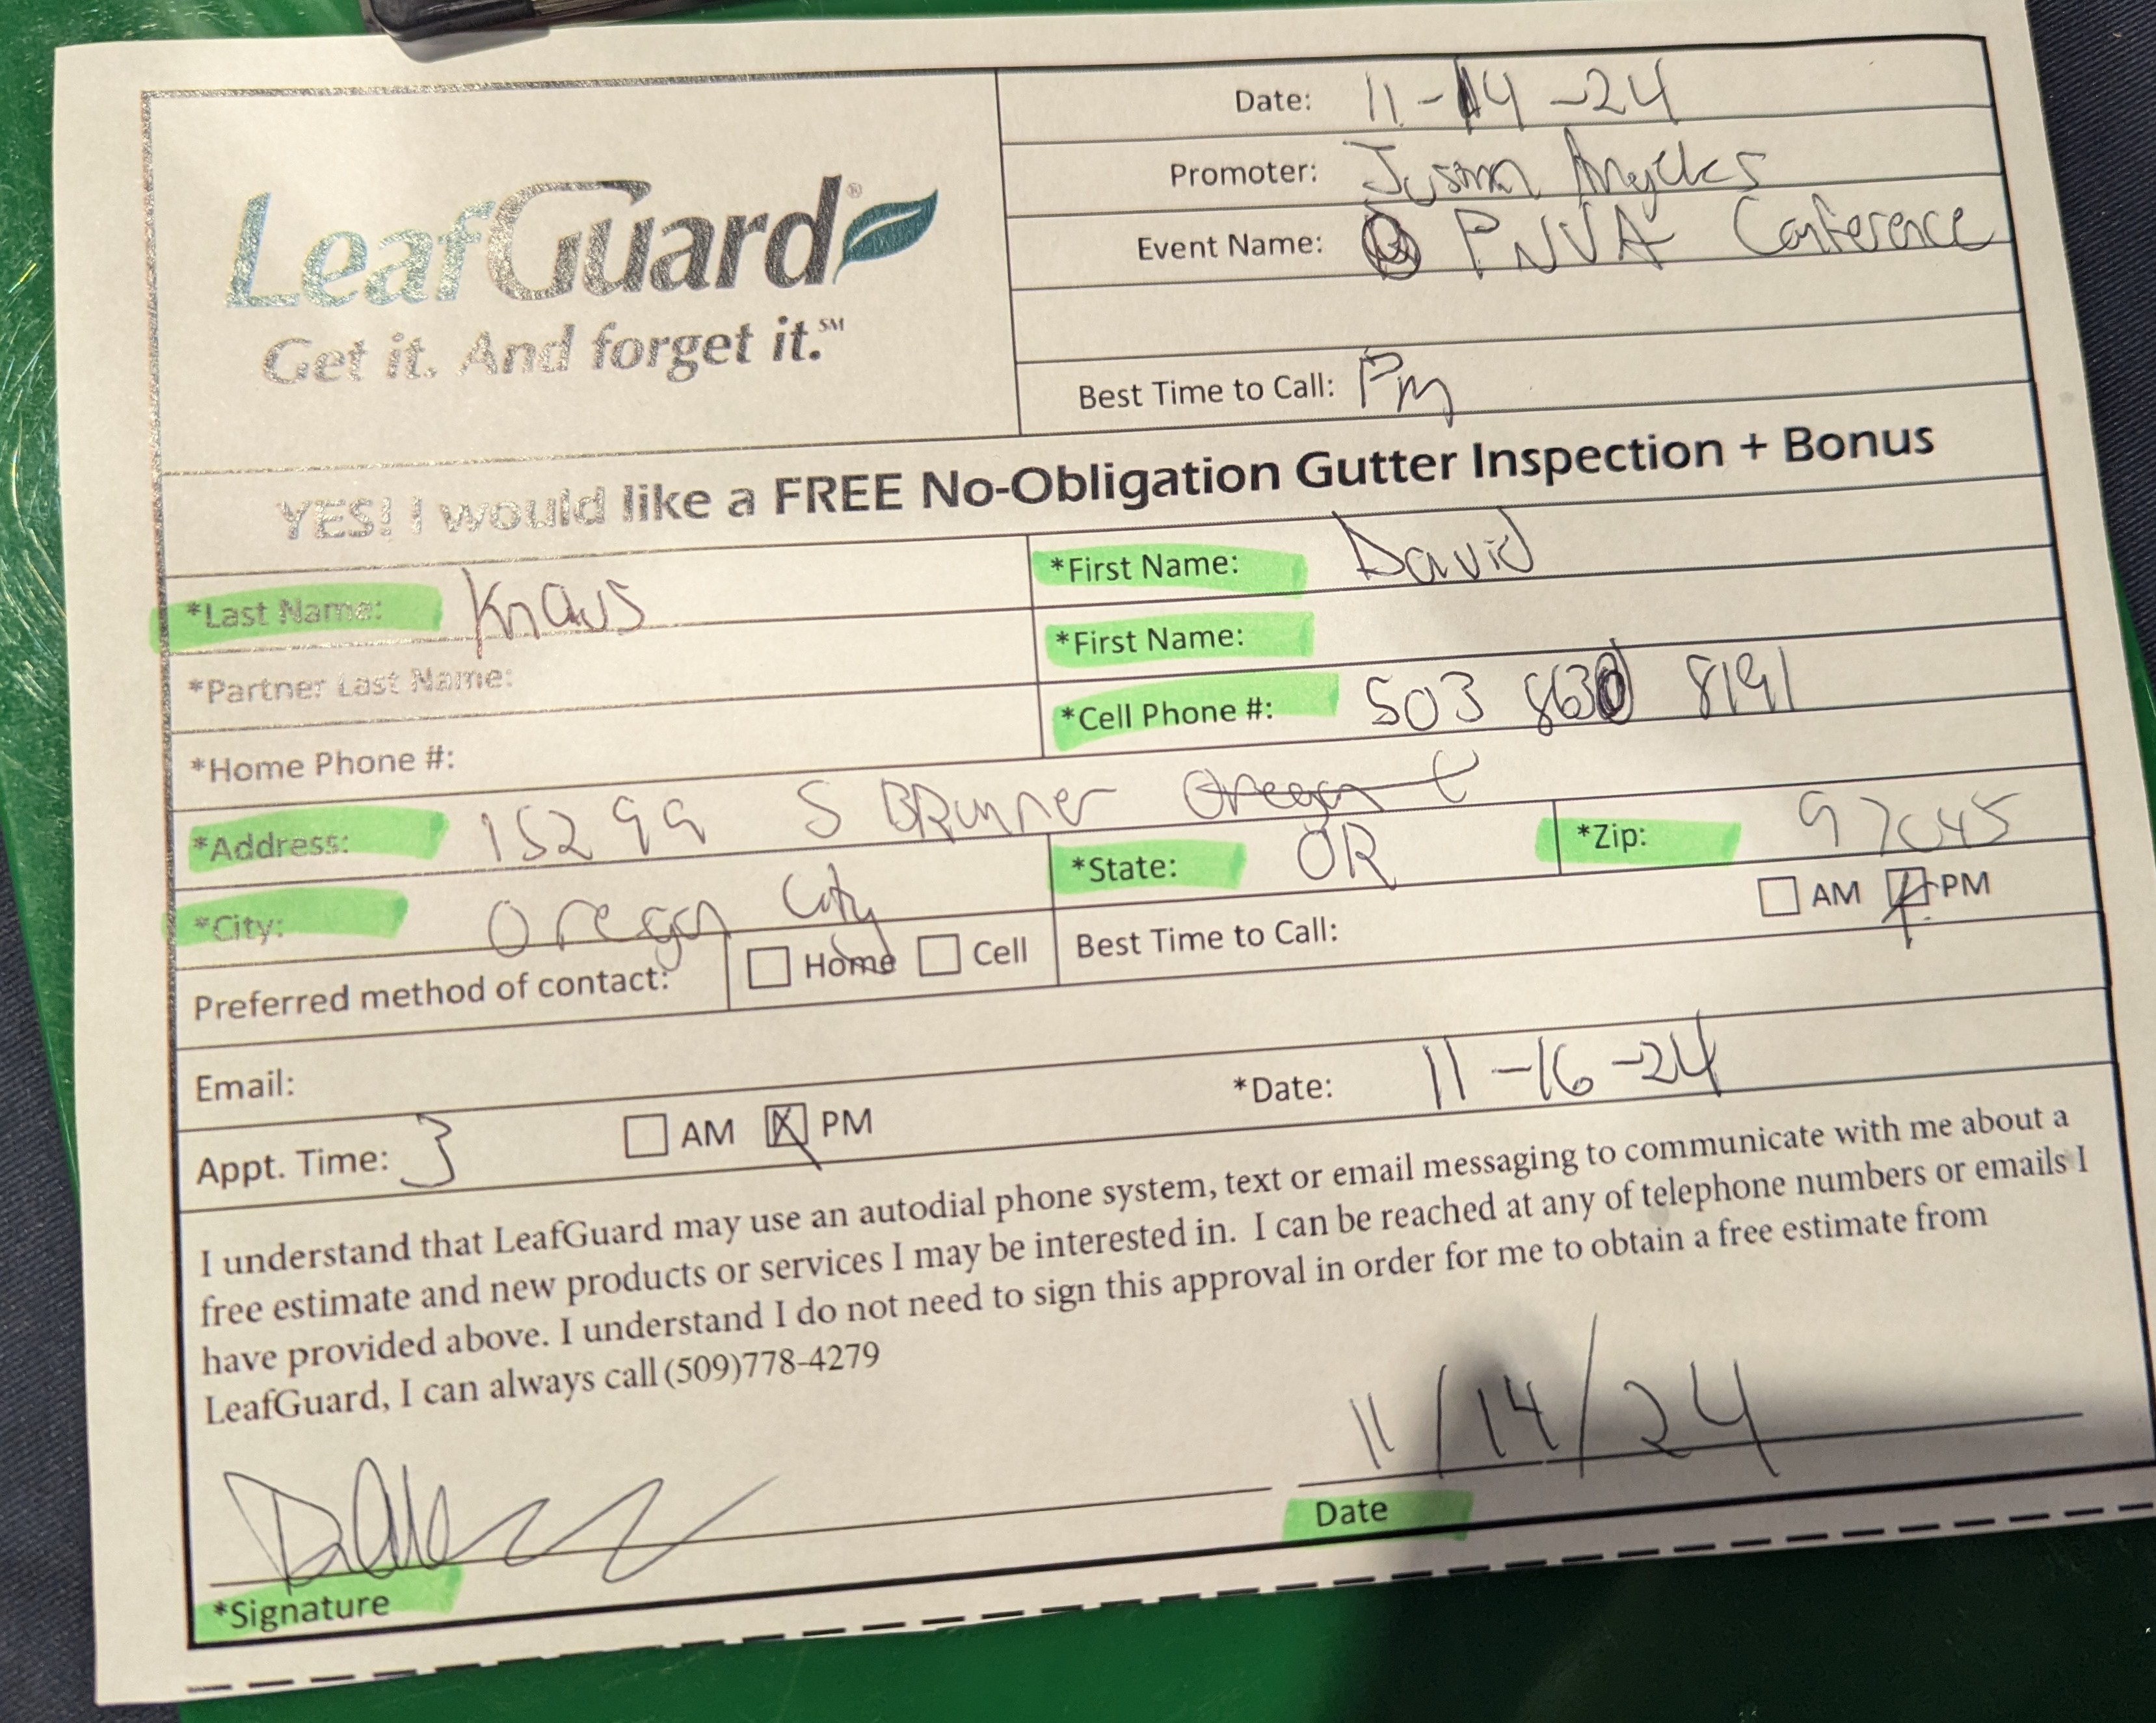 LeafGuard®
Get it. And forget it.℠
Date: 11-14-24
Promoter:
Event Name: PNVA Conference
Best Time to Call: Pm
YES! I would like a FREE No-Obligation Gutter Inspection + Bonus
*Last Name: Knaus *First Name: David
*Partner Last Name: *First Name:
*Home Phone #: *Cell Phone #: 503 8630 8191
*Address: 15299 S BRunner
*City: Oregon City *State: OR *Zip: 97045
Preferred method of contact: Home Cell Best Time to Call: AM PM
Email:
Appt. Time: 3 AM PM *Date: 11-16-24
I understand that LeafGuard may use an autodial phone system, text or email messaging to communicate with me about a
free estimate and new products or services I may be interested in. I can be reached at any of telephone numbers or emails I
have provided above. I understand I do not need to sign this approval in order for me to obtain a free estimate from
LeafGuard, I can always call (509)778-4279
11/14/24
*Signature Date